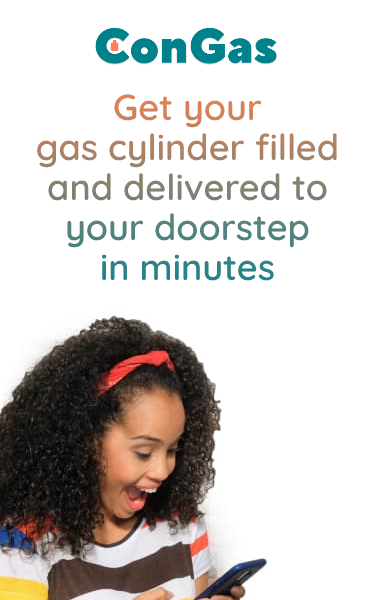 ConGas
Get your
gas cylinder filled
and delivered to
your doorstep
in minutes